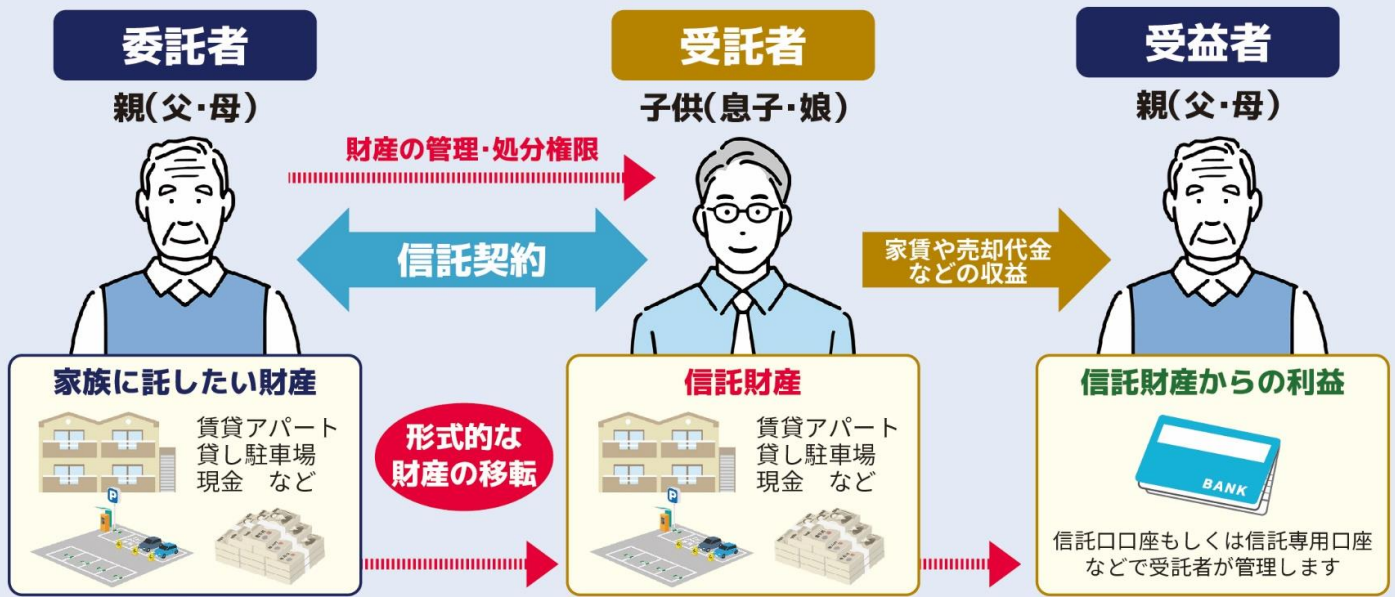 委託者
親(父・母)
受託者
子供(息子・娘)
受益者
親(父・母)
財産の管理・処分権限
信託契約
家賃や売却代金
などの収益
家族に託したい財産
賃貸アパート
貸し駐車場
現金 など
P
形式的な
財産の移転
信託財産
賃貸アパート
貸し駐車場
現金 など
P
信託財産からの利益
BANK
信託口口座もしくは信託専用口座
などで受託者が管理します